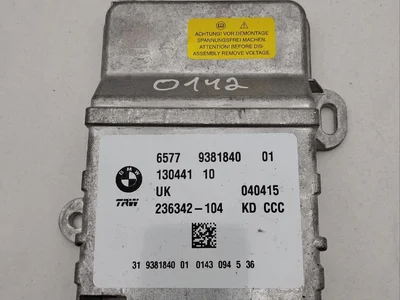 ACHTUNG! VOR DEMONTAGE
SPANNUNGSFREI MACHEN.
ATTENTION! BEFORE DIS-
ASSEMBLY REMOVE VOLTAGE.
0142
6577 9381840 01
130441 10
UK 040415
236342-104 KD CCC
BMW
TRW
31 9381840 01 0143 094 5 36